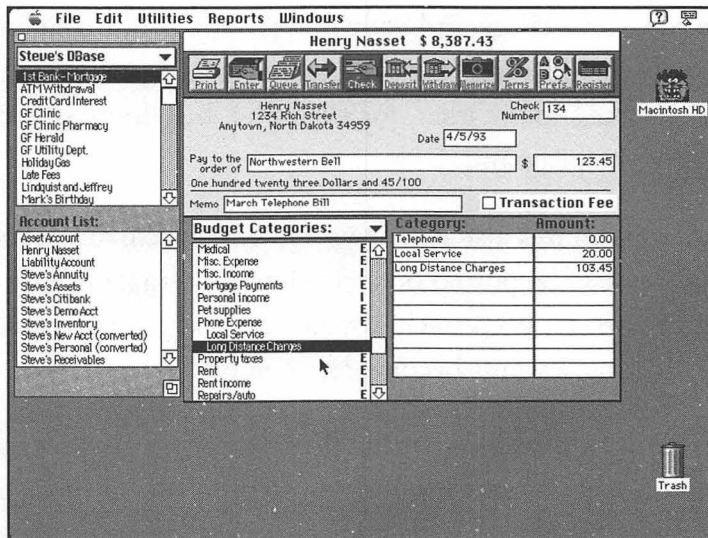 File Edit Utilities Reports Windows
Henry Nasset $ 8,387.43
Steve's DBase
1st Bank-Mortgage
ATM Withdrawal
Credit Card Interest
GF Clinic
GF Clinic Pharmacy
GF Herald
GF Utility Dept.
Holiday Gas
Late Fees
Lindquist and Jeffrey
Mark's Birthday
Account List:
Asset Account
Henry Nasset
Liability Account
Steve's Annuity
Steve's Assets
Steve's Citibank
Steve's Demo Acct
Steve's Inventory
Steve's New Acct (converted)
Steve's Personal (converted)
Steve's Receivables
Print Enter Queue Transfer Check Deposit Withdraw Memorize Terms Prefs. Register
Henry Nasset
1234 Rich Street
Anytown, North Dakota 34959
Check Number 134
Date 4/5/93
Pay to the order of Northwestern Bell $ 123.45
One hundred twenty three Dollars and 45/100
Memo March Telephone Bill Transaction Fee
Budget Categories:
Medical E
Misc. Expense E
Misc. Income I
Mortgage Payments E
Personal income I
Pet supplies E
Phone Expense E
Local Service
Long Distance Charges
Property taxes E
Rent E
Rent income I
Repairs/auto E
Category: Amount:
Telephone 0.00
Local Service 20.00
Long Distance Charges 103.45
Macintosh HD
Trash